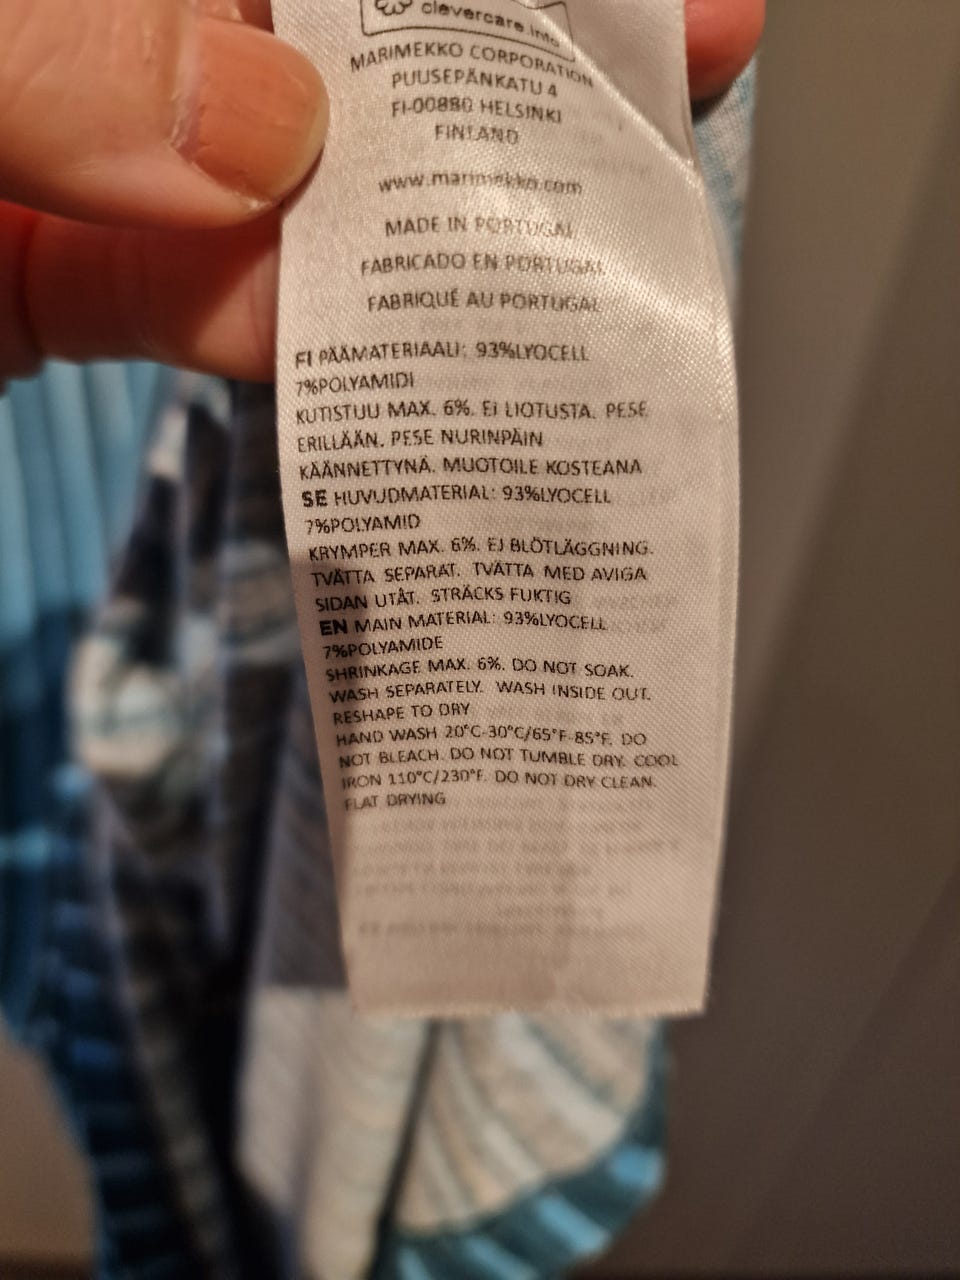 clevercare.info
MARIMEKKO CORPORATION
PUUSEPÄNKATU 4
FI-00880 HELSINKI
FINLAND
www.marimekko.com
MADE IN PORTUGAL
FABRICADO EN PORTUGAL
FABRIQUÉ AU PORTUGAL
FI PÄÄMATERIAALI: 93%LYOCELL
7%POLYAMIDI
KUTISTUU MAX. 6%. EI LIOTUSTA. PESE
ERILLÄÄN. PESE NURINPÄIN
KÄÄNNETTYNÄ. MUOTOILE KOSTEANA
SE HUVUDMATERIAL: 93%LYOCELL
7%POLYAMID
KRYMPER MAX. 6%. EJ BLÖTLÄGGNING.
TVÄTTA SEPARAT. TVÄTTA MED AVIGA
SIDAN UTÅT. STRÄCKS FUKTIG
EN MAIN MATERIAL: 93%LYOCELL
7%POLYAMIDE
SHRINKAGE MAX. 6%. DO NOT SOAK.
WASH SEPARATELY. WASH INSIDE OUT.
RESHAPE TO DRY
HAND WASH 20°C-30°C/65°F-85°F. DO
NOT BLEACH. DO NOT TUMBLE DRY. COOL
IRON 110°C/230°F. DO NOT DRY CLEAN.
FLAT DRYING